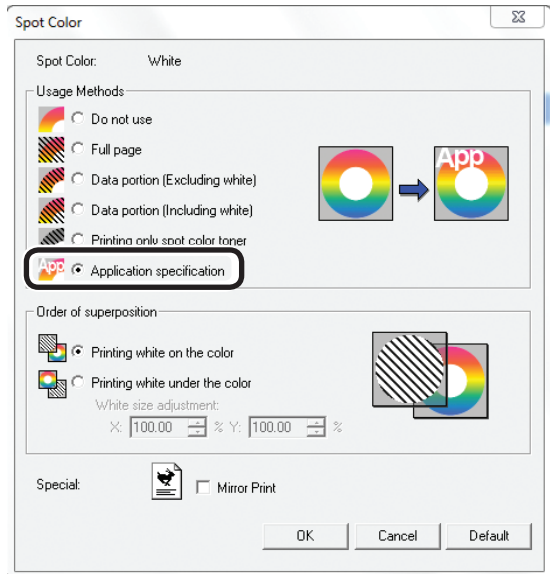 Spot Color
Spot Color: White
Usage Methods
Do not use
Full page
Data portion (Excluding white)
Data portion (Including white)
Printing only spot color toner
App Application specification
App
Order of superposition
Printing white on the color
Printing white under the color
White size adjustment:
X: 100.00 % Y: 100.00 %
Special: Mirror Print
OK Cancel Default